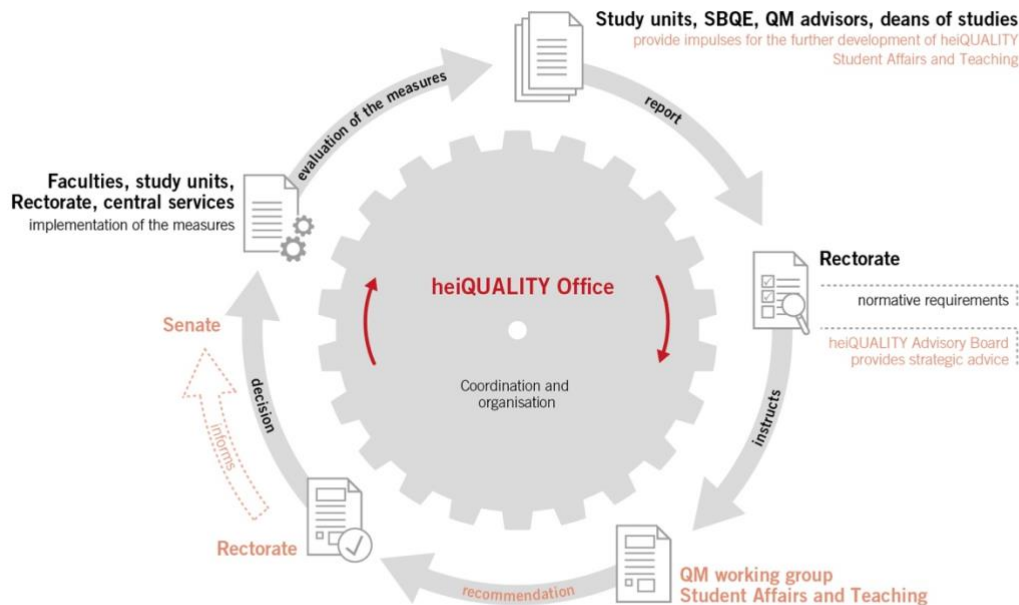 Study units, SBQE, QM advisors, deans of studies
provide impulses for the further development of heiQUALITY
Student Affairs and Teaching
evaluation of the measures
report
Faculties, study units,
Rectorate, central services
implementation of the measures
Rectorate
normative requirements
heiQUALITY Advisory Board
provides strategic advice
heiQUALITY Office
Coordination and
organisation
Senate
informs
decision
instructs
Rectorate
recommendation
QM working group
Student Affairs and Teaching